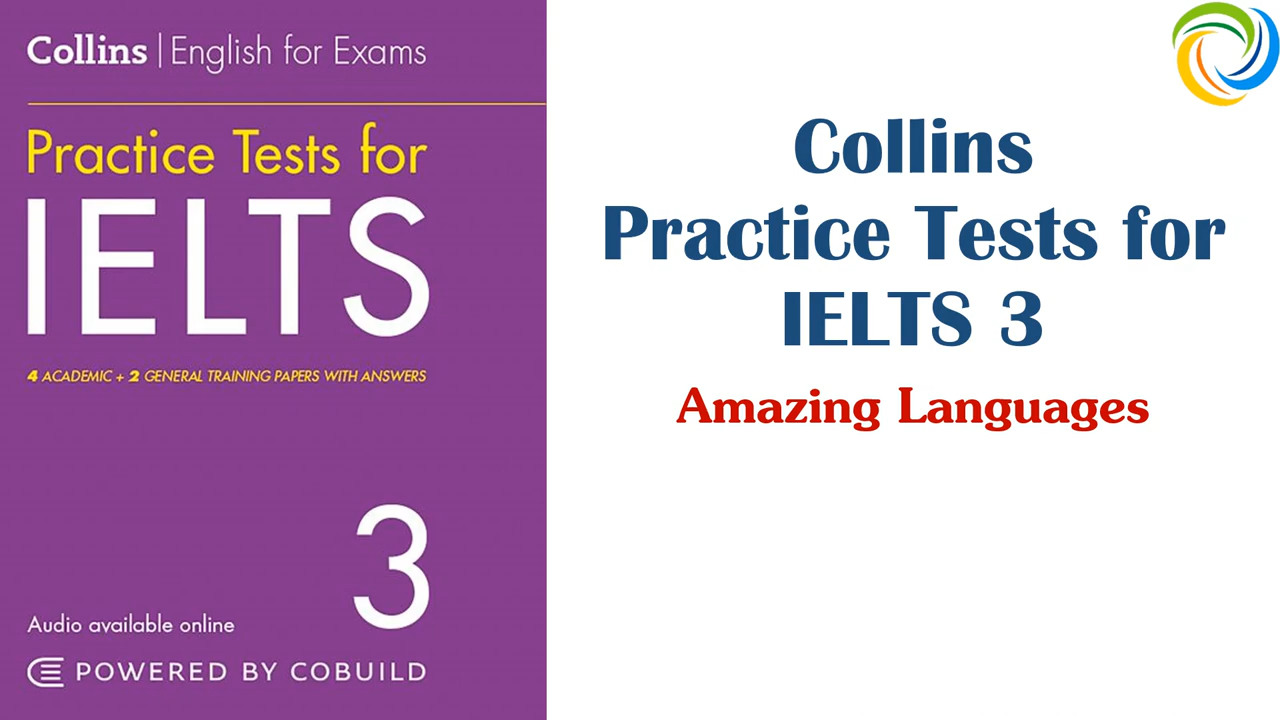 Collins | English for Exams
Practice Tests for
IELTS
4 ACADEMIC + 2 GENERAL TRAINING PAPERS WITH ANSWERS
3
Audio available online
POWERED BY COBUILD
Collins
Practice Tests for
IELTS 3
Amazing Languages